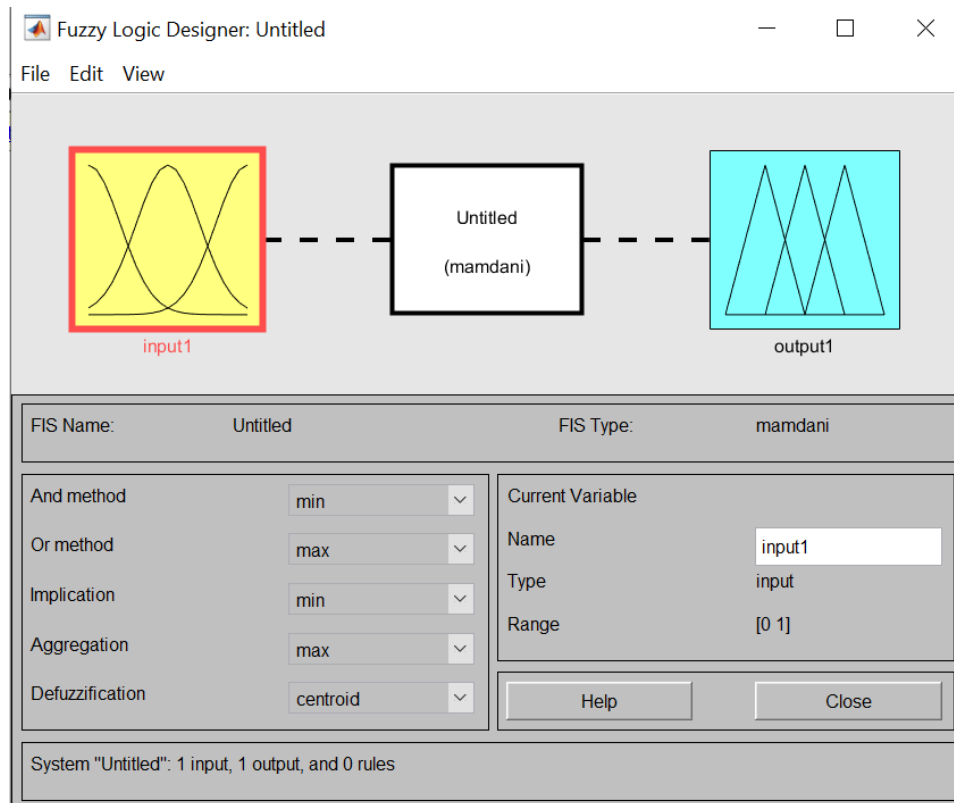 Fuzzy Logic Designer: Untitled
File Edit View
Untitled
(mamdani)
input1
output1
FIS Name: Untitled FIS Type: mamdani
And method min
Or method max
Implication min
Aggregation max
Defuzzification centroid
Current Variable
Name input1
Type input
Range [0 1]
Help Close
System "Untitled": 1 input, 1 output, and 0 rules